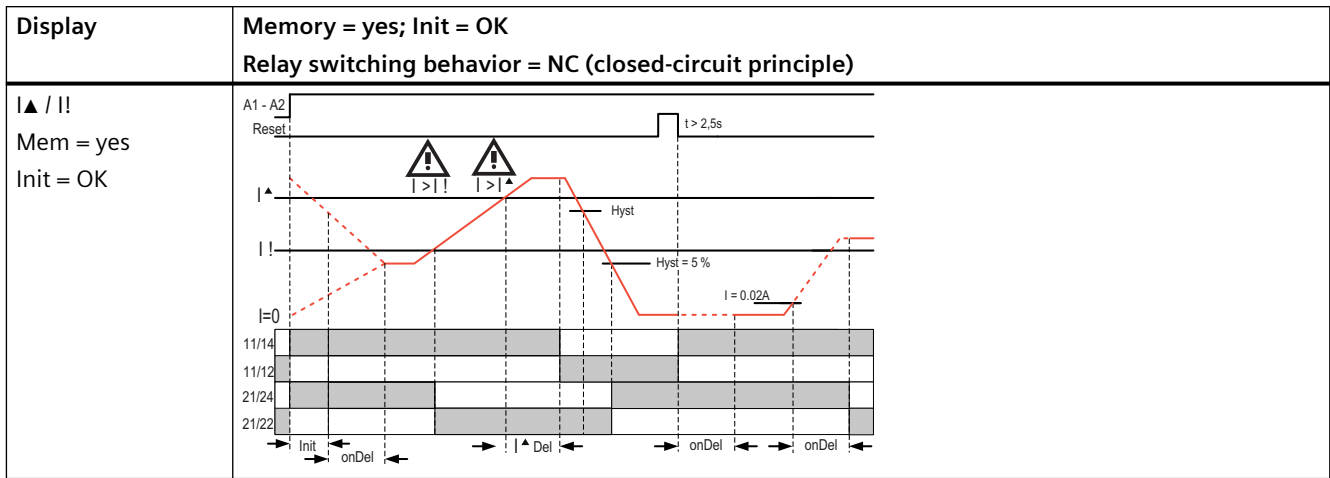 Display
Memory = yes; Init = OK
Relay switching behavior = NC (closed-circuit principle)
I▲ / I!
Mem = yes
Init = OK
A1 - A2
Reset
t > 2,5s
I >I !
I >I▲
I▲
Hyst
I !
Hyst = 5 %
I = 0.02A
I=0
11/14
11/12
21/24
21/22
Init
I▲ Del
onDel
onDel
onDel